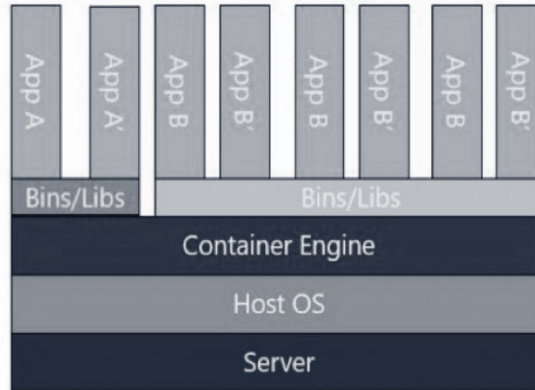 App A
App A'
App B
App B'
App B
App B'
App B
App B'
Bins/Libs
Bins/Libs
Container Engine
Host OS
Server